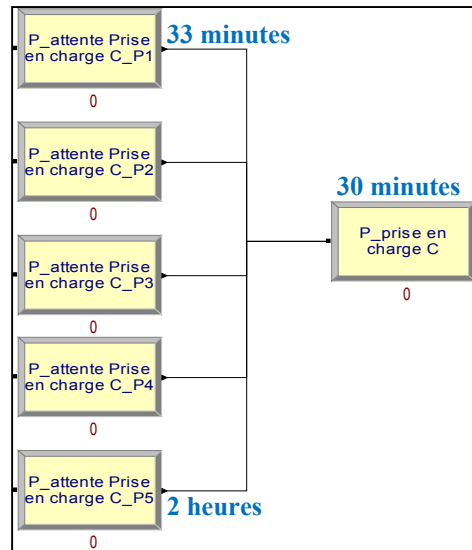 P_attente Prise
en charge C_P1
33 minutes
0
P_attente Prise
en charge C_P2
0
30 minutes
P_prise en
charge C
0
P_attente Prise
en charge C_P3
0
P_attente Prise
en charge C_P4
0
P_attente Prise
en charge C_P5
2 heures
0